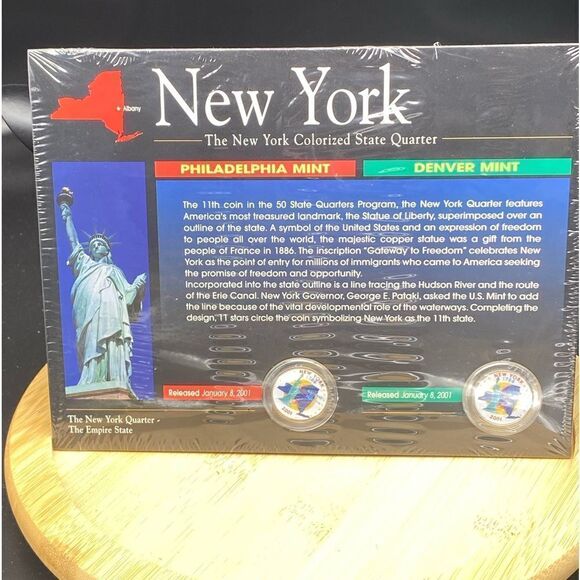 Albany
New York
The New York Colorized State Quarter
PHILADELPHIA MINT
DENVER MINT
The 11th coin in the 50 State Quarters Program, the New York Quarter features
America's most treasured landmark, the Statue of Liberty, superimposed over an
outline of the state. A symbol of the United States and an expression of freedom
to people all over the world, the majestic copper statue was a gift from the
people of France in 1886. The inscription "Gateway to Freedom" celebrates New
York as the point of entry for millions of immigrants who came to America seeking
the promise of freedom and opportunity.
Incorporated into the state outline is a line tracing the Hudson River and the route
of the Erie Canal. New York Governor, George E. Pataki, asked the U.S. Mint to add
the line because of the vital developmental role of the waterways. Completing the
design, 11 stars circle the coin symbolizing New York as the 11th state.
Released January 8, 2001
NEW YORK
2001
Released January 8, 2001
NEW YORK
2001
The New York Quarter -
The Empire State